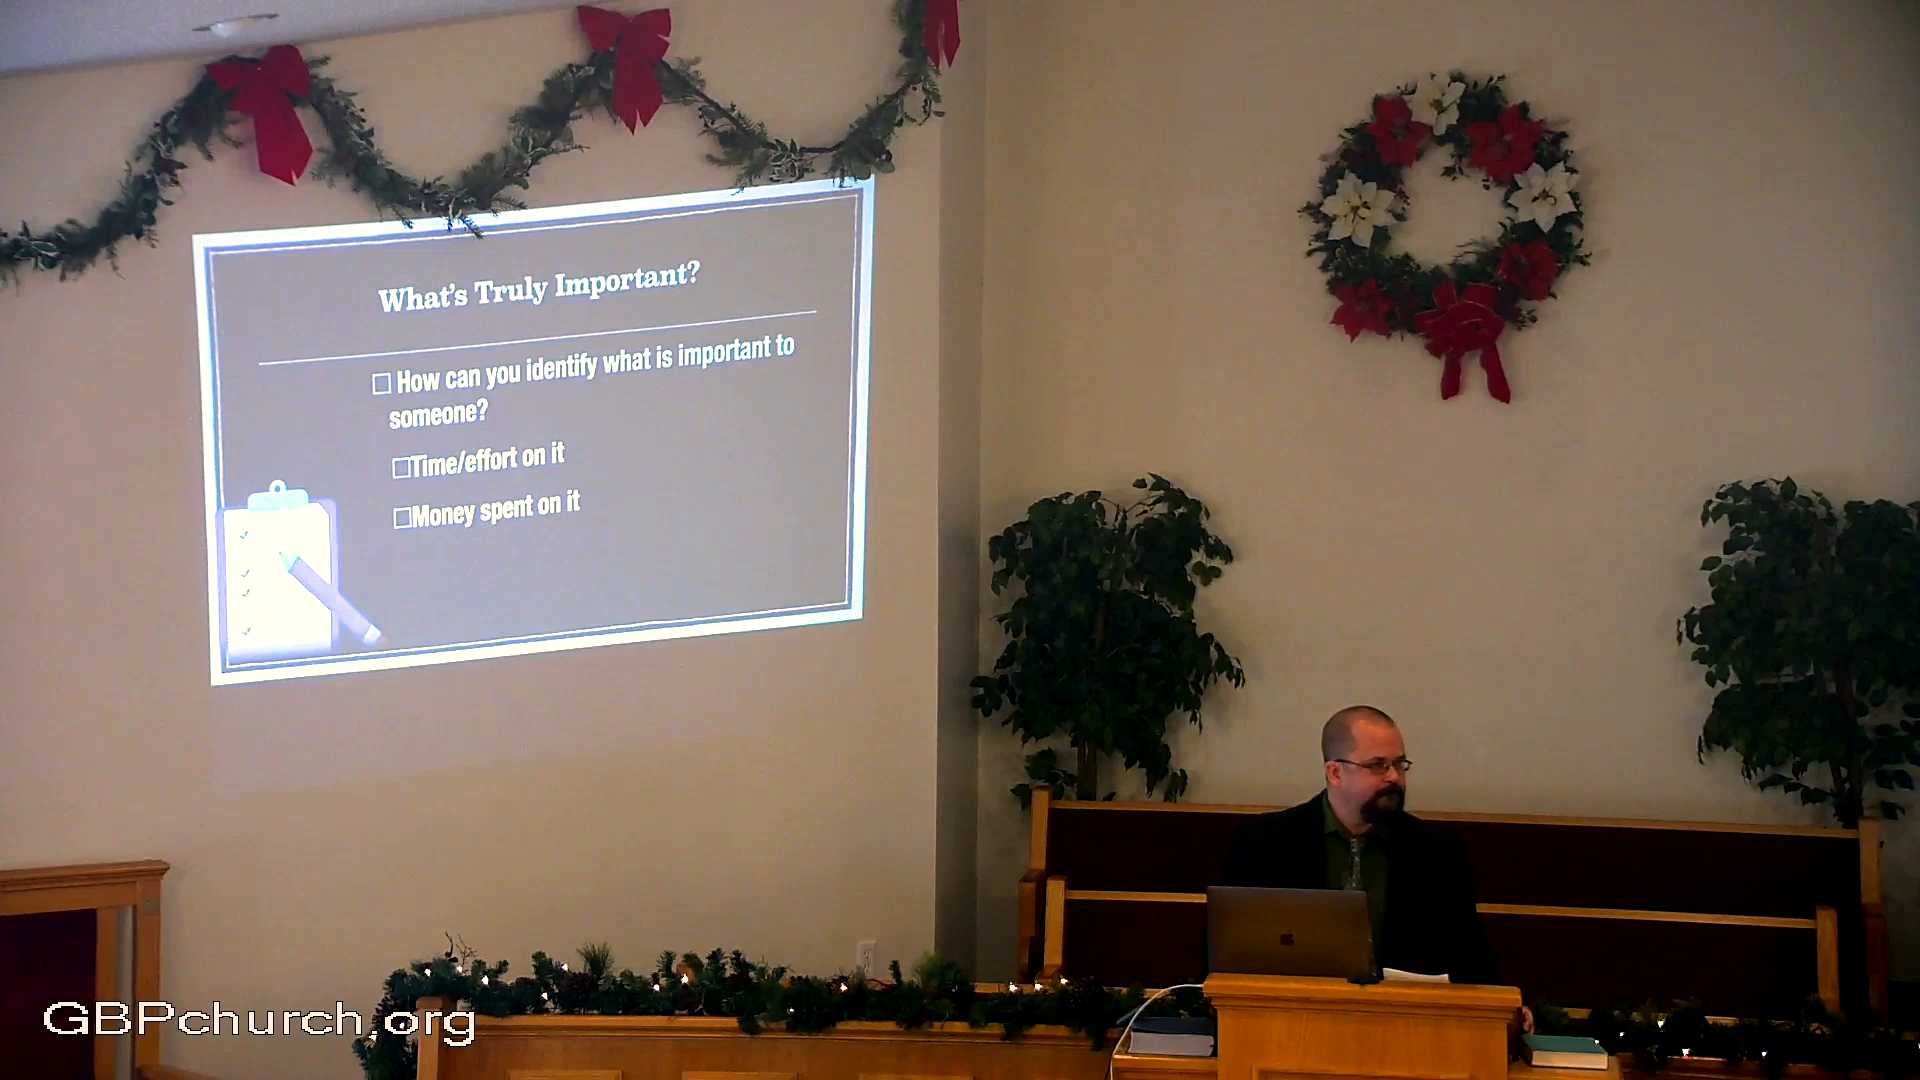 What's Truly Important?
How can you identify what is important to
someone?
Time/effort on it
Money spent on it
GBPchurch.org